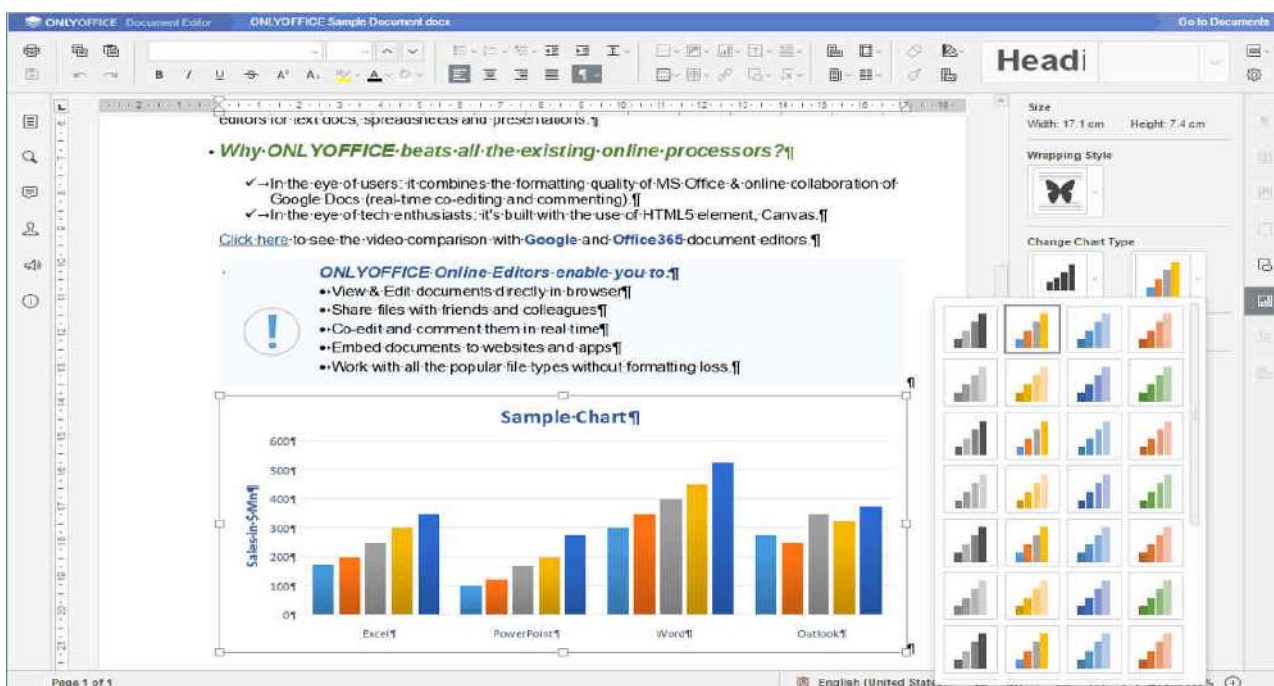 ONLYOFFICE Document Editor
ONLYOFFICE Sample Document.docx
Go to Documents
Headi
editors for text docs, spreadsheets and presentations.¶
• Why·ONLYOFFICE·beats·all·the·existing·online·processors?¶
✓→In·the·eye·of·users:·it·combines·the·formatting·quality·of·MS·Office·&·online·collaboration·of·
Google·Docs·(real-time·co-editing·and·commenting).¶
✓→In·the·eye·of·tech·enthusiasts:·it's·built·with·the·use·of·HTML5·element,·Canvas.¶
Click·here·to·see·the·video·comparison·with·Google·and·Office365·document·editors.¶
ONLYOFFICE·Online·Editors·enable·you·to:¶
•·View·&·Edit·documents·directly·in·browser¶
•·Share·files·with·friends·and·colleagues¶
•·Co-edit·and·comment·them·in·real·time¶
•·Embed·documents·to·websites·and·apps¶
•·Work·with·all·the·popular·file·types·without·formatting·loss.¶
Sample·Chart¶
Sales·in·$·Mn¶
600¶
500¶
400¶
300¶
200¶
100¶
0¶
Excel¶
PowerPoint¶
Word¶
Outlook¶
Size
Width: 17.1 cm Height: 7.4 cm
Wrapping Style
Change Chart Type
Page 1 of 1
English (United State
%